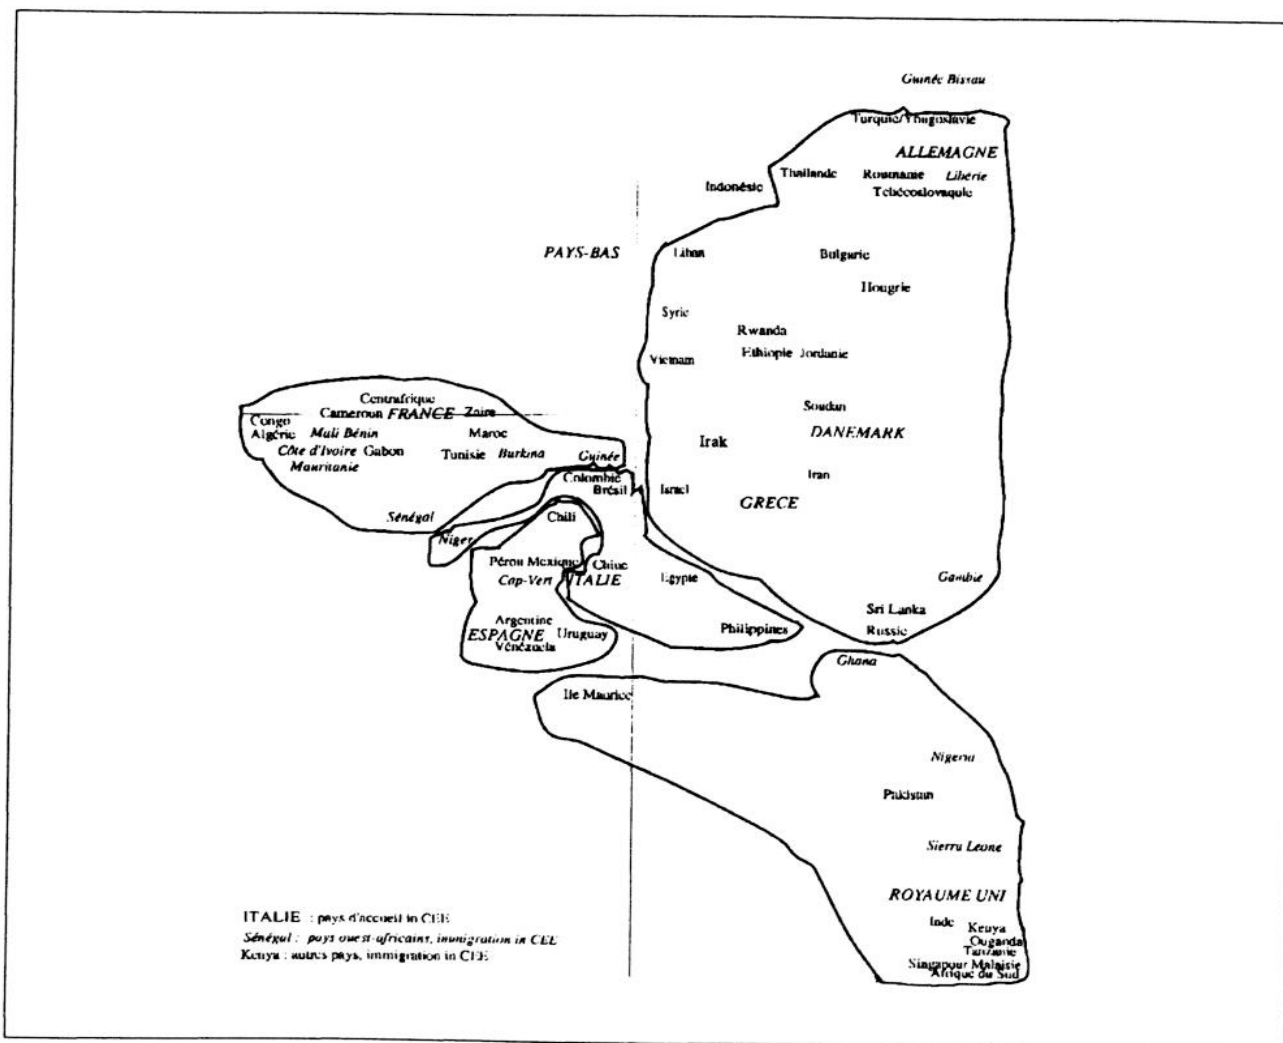 Guinée Bissau
Turquie/Youguslavie
ALLEMAGNE
Thaïlande Roumanie Libérie
Indonésie
Tchécoslovaquie
PAYS-BAS Liban Bulgarie
Hougrie
Syrie
Rwanda
Vietnam Ethiopie Jordanie
Centrafrique
Cameroun FRANCE Zaïre Soudan
Congo
Algérie Mali Bénin Maroc DANEMARK
Irak
Côte d'Ivoire Gabon Tunisie Burkina Guinée
Mauritanie
Colombie Iran
Brésil Israel
GRECE
Sénégal Chili
Niger
Pérou Mexique Chine
Cap-Vert ITALIE Egypte Gambie
Sri Lanka
Argentine
ESPAGNE Uruguay Philippines Russie
Vénézuela
Ghana
Ile Maurice
Nigeria
Pakistan
Sierra Leone
ROYAUME UNI
Inde Kenya
Ouganda
Tanzanie
Singapour Malaisie
Afrique du Sud
ITALIE : pays d'accueil in CEE
Sénégal : pays ouest-africains, immigration in CEE
Kenya : autres pays, immigration in CEE